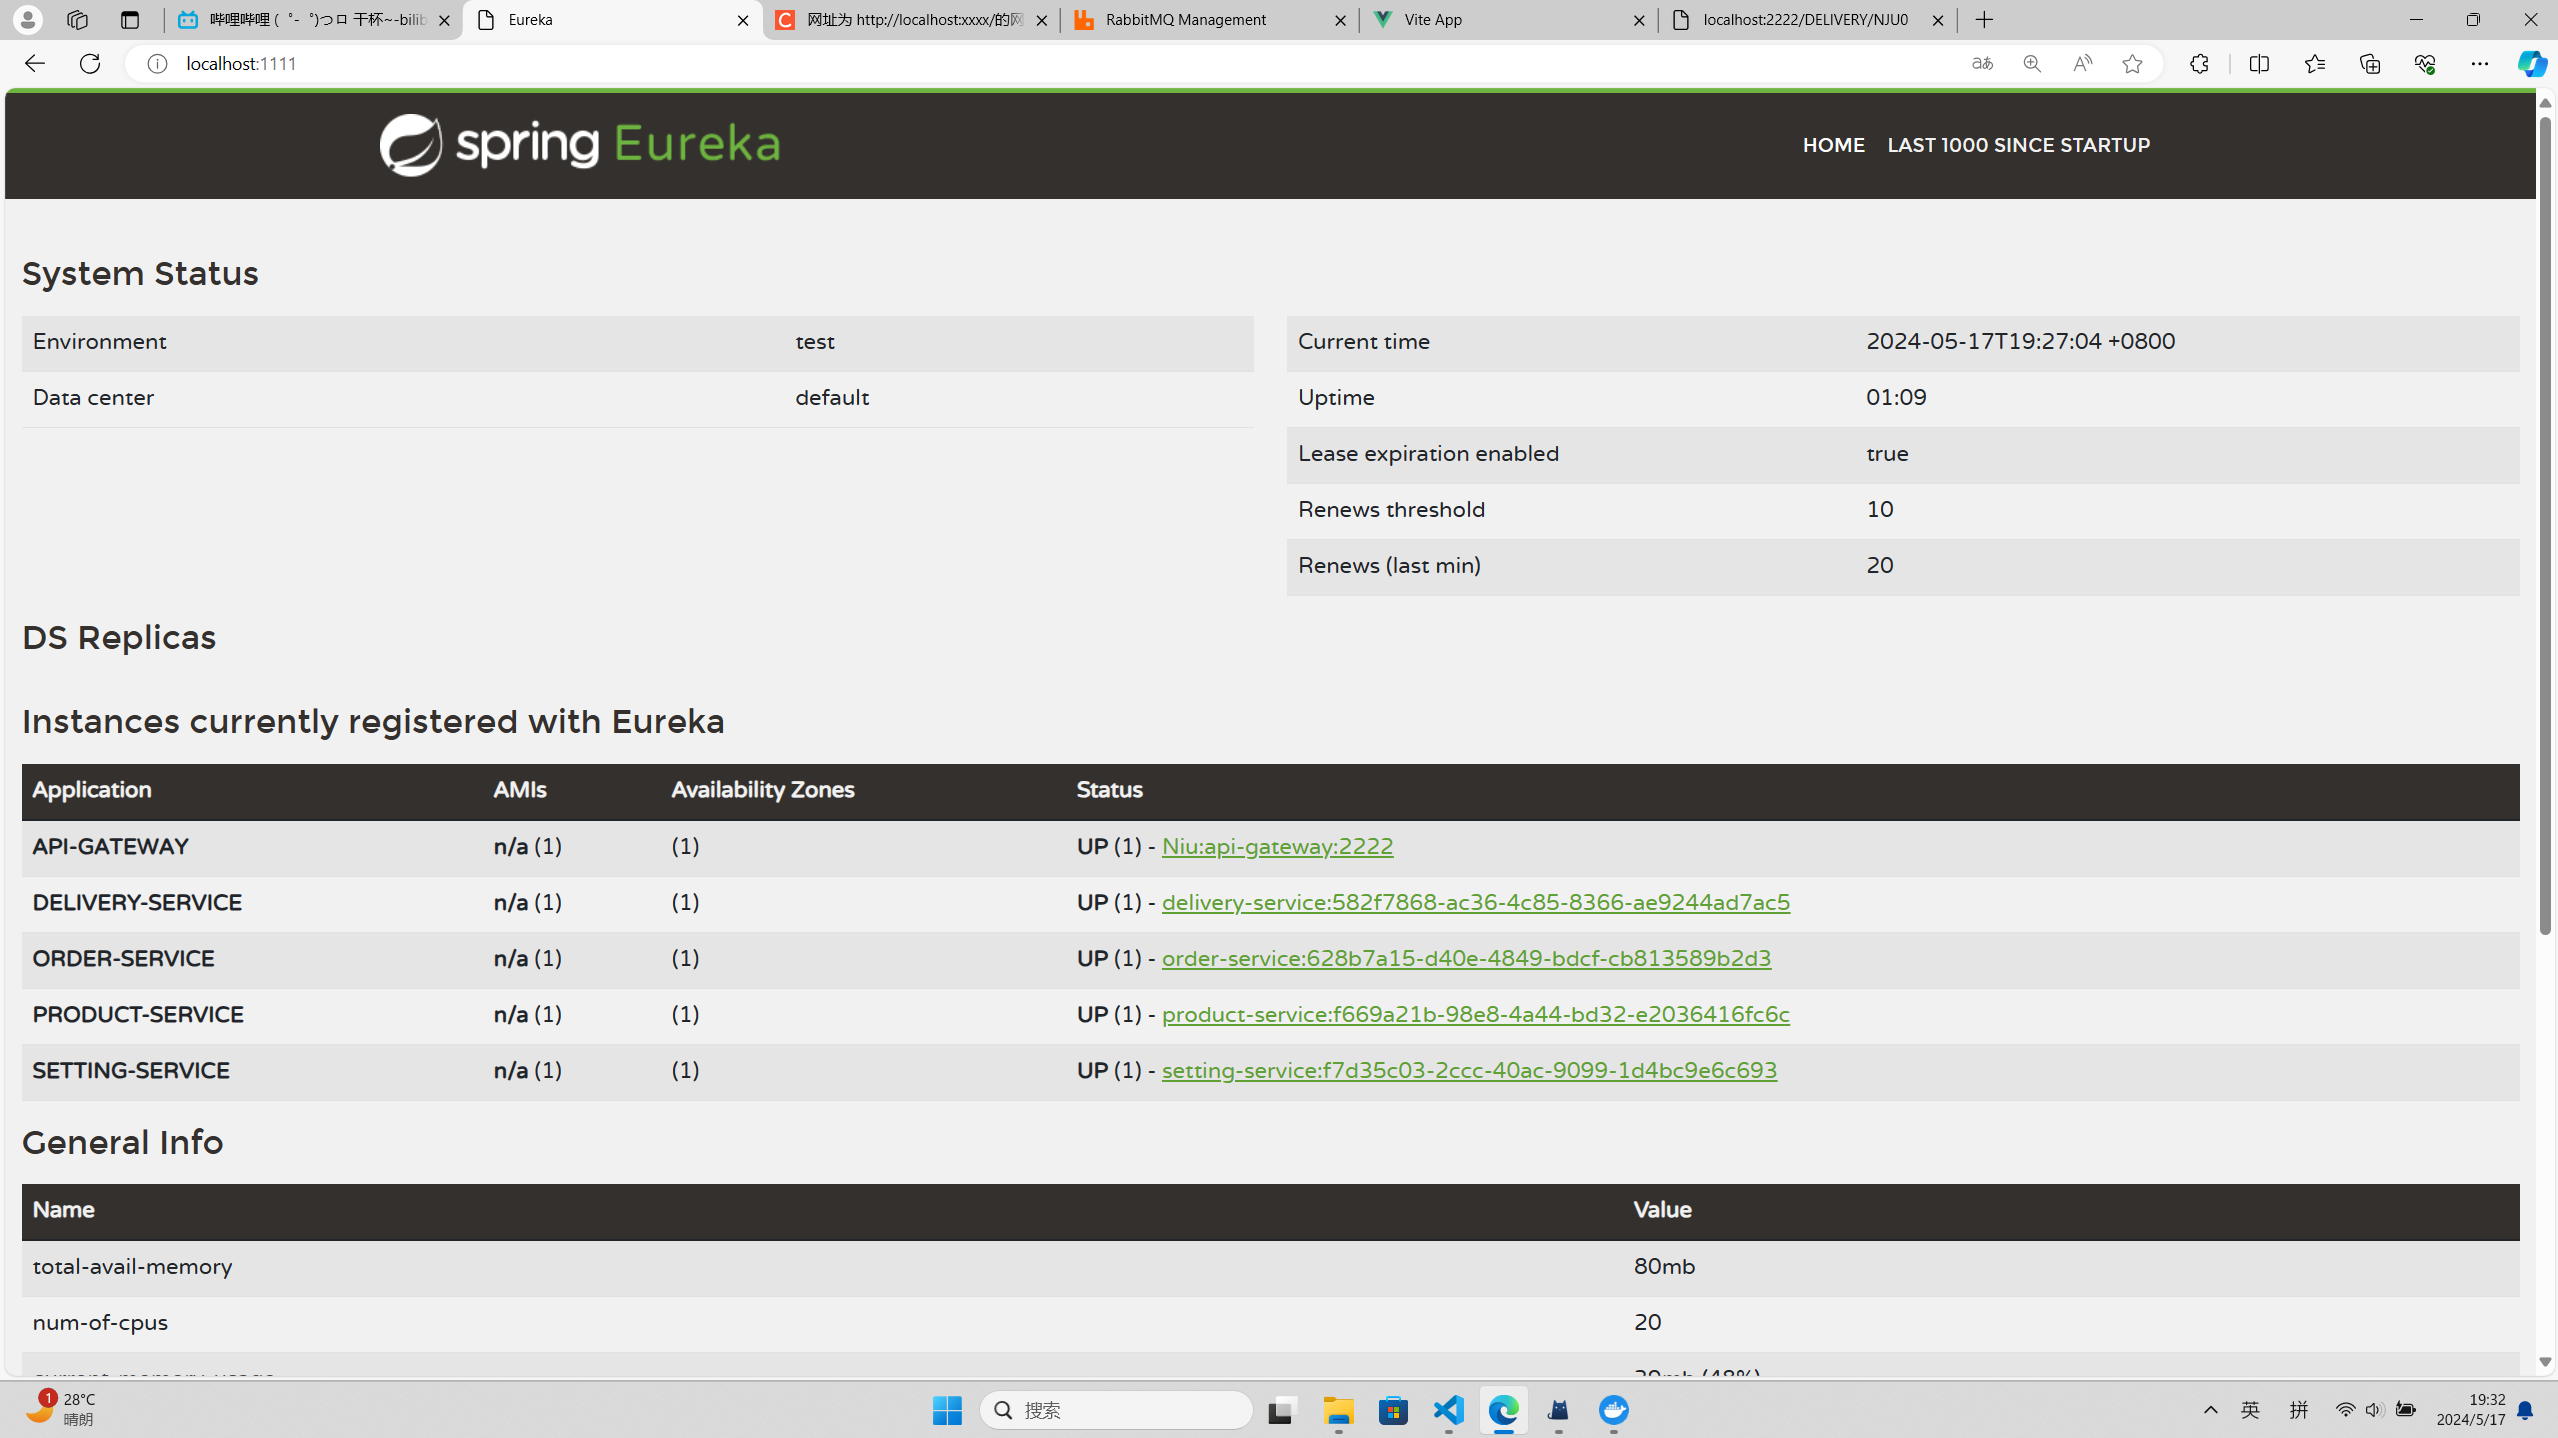 哔哩哔哩 (゜-゜)つロ 干杯~-bilib
Eureka
网址为 http://localhost:xxxx/的网
RabbitMQ Management
Vite App
localhost:2222/DELIVERY/NJU0
localhost:1111
spring Eureka
HOME
LAST 1000 SINCE STARTUP
System Status
Environment test
Data center default
Current time 2024-05-17T19:27:04 +0800
Uptime 01:09
Lease expiration enabled true
Renews threshold 10
Renews (last min) 20
DS Replicas
Instances currently registered with Eureka
Application AMIs Availability Zones Status
API-GATEWAY n/a (1) (1) UP (1) - Niu:api-gateway:2222
DELIVERY-SERVICE n/a (1) (1) UP (1) - delivery-service:582f7868-ac36-4c85-8366-ae9244ad7ac5
ORDER-SERVICE n/a (1) (1) UP (1) - order-service:628b7a15-d40e-4849-bdcf-cb813589b2d3
PRODUCT-SERVICE n/a (1) (1) UP (1) - product-service:f669a21b-98e8-4a44-bd32-e2036416fc6c
SETTING-SERVICE n/a (1) (1) UP (1) - setting-service:f7d35c03-2ccc-40ac-9099-1d4bc9e6c693
General Info
Name Value
total-avail-memory 80mb
num-of-cpus 20
1
28°C
晴朗
搜索
英
拼
19:32
2024/5/17